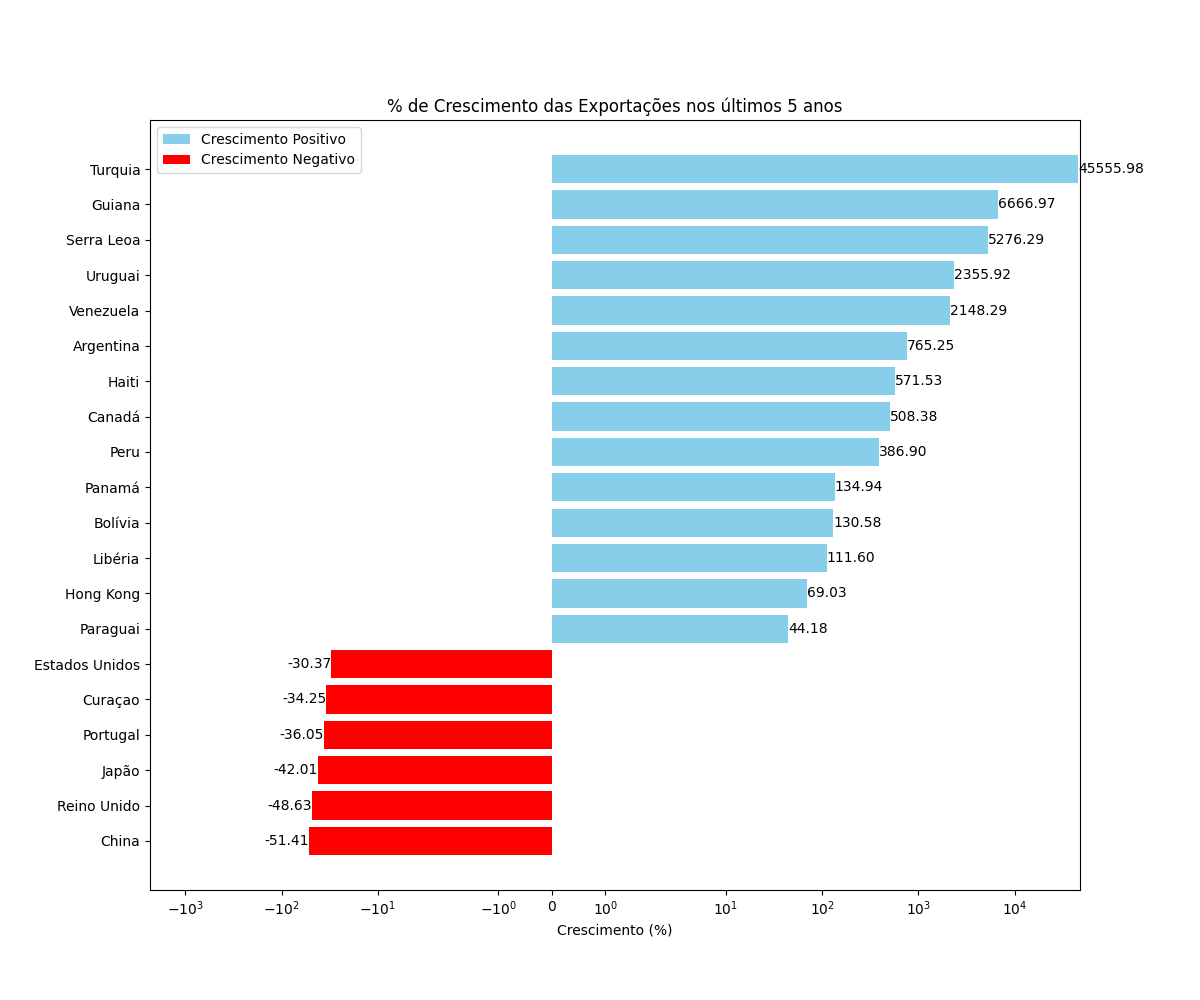 % de Crescimento das Exportações nos últimos 5 anos
Crescimento Positivo
Crescimento Negativo
Turquia 45555.98
Guiana 6666.97
Serra Leoa 5276.29
Uruguai 2355.92
Venezuela 2148.29
Argentina 765.25
Haiti 571.53
Canadá 508.38
Peru 386.90
Panamá 134.94
Bolívia 130.58
Libéria 111.60
Hong Kong 69.03
Paraguai 44.18
Estados Unidos -30.37
Curaçao -34.25
Portugal -36.05
Japão -42.01
Reino Unido -48.63
China -51.41
−10³ −10² −10¹ −10⁰ 0 10⁰ 10¹ 10² 10³ 10⁴
Crescimento (%)